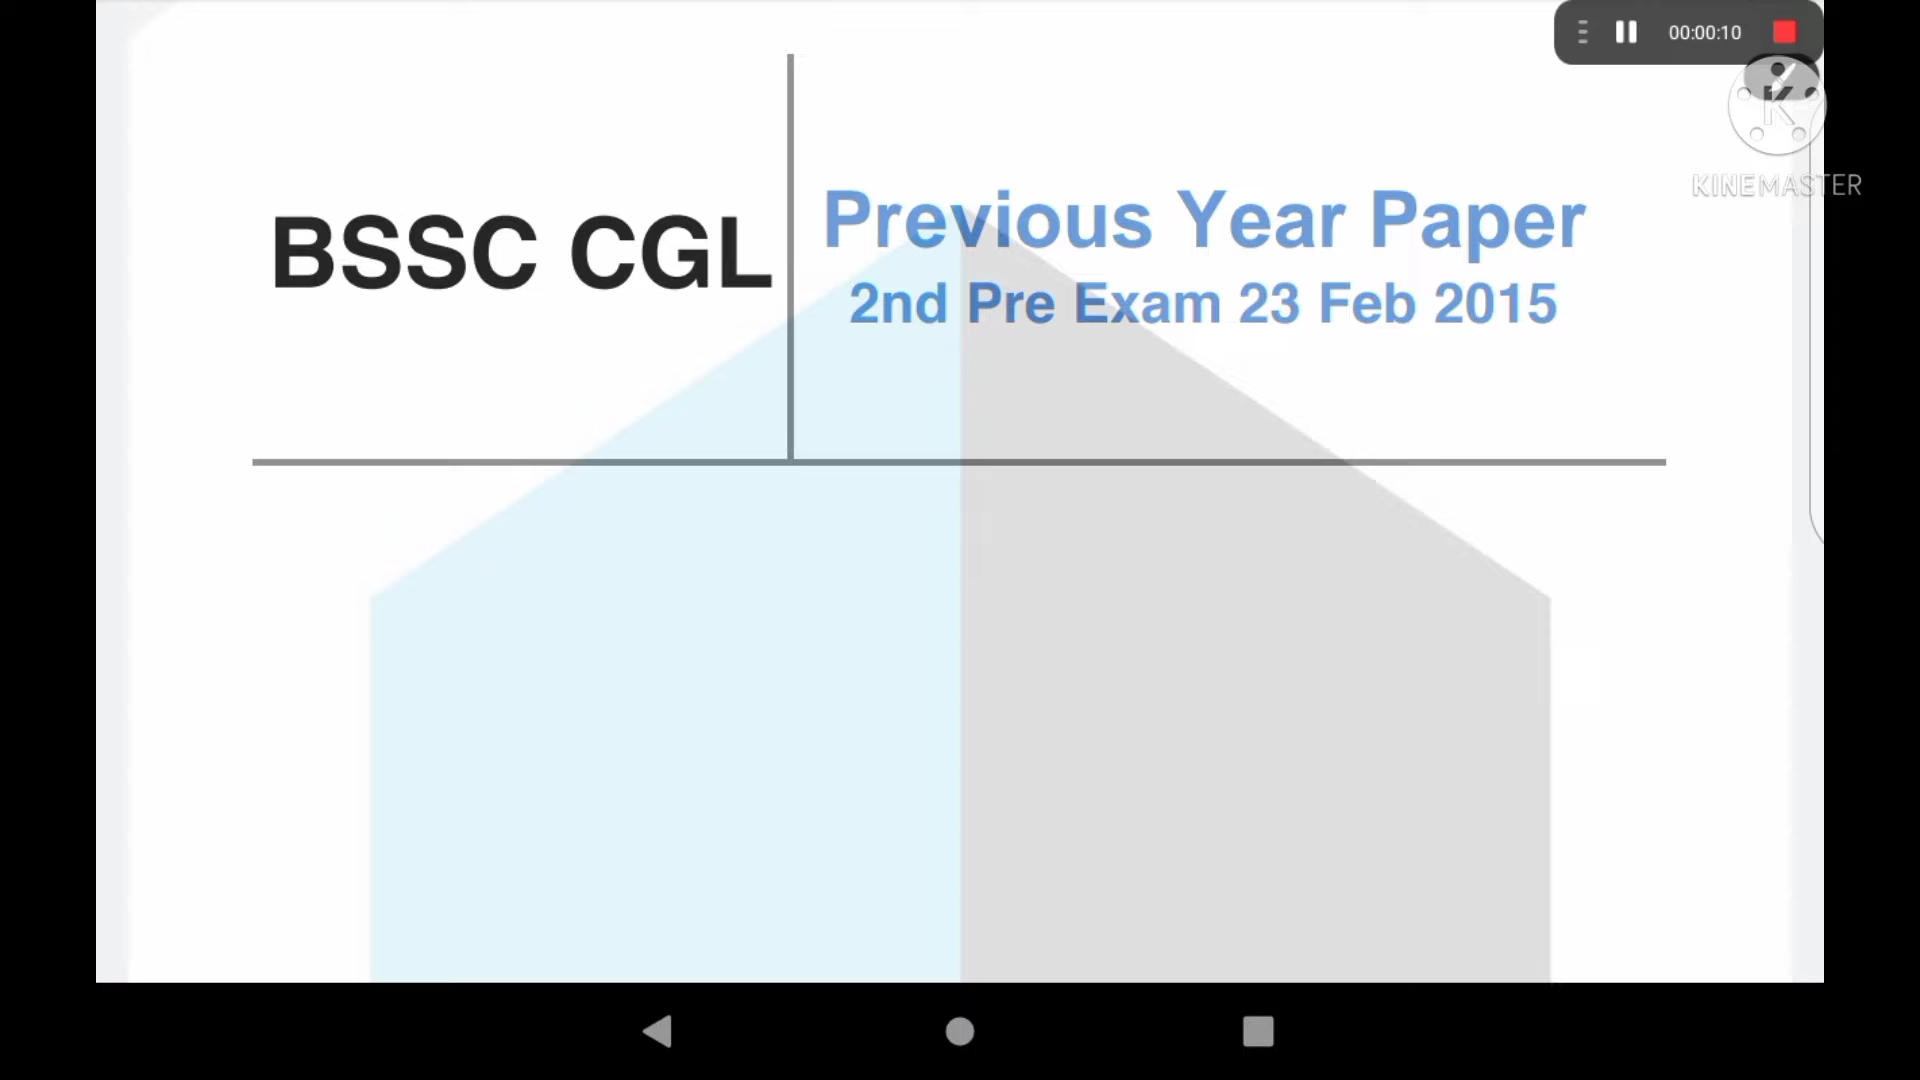 00:00:10
KINEMASTER
BSSC CGL
Previous Year Paper
2nd Pre Exam 23 Feb 2015